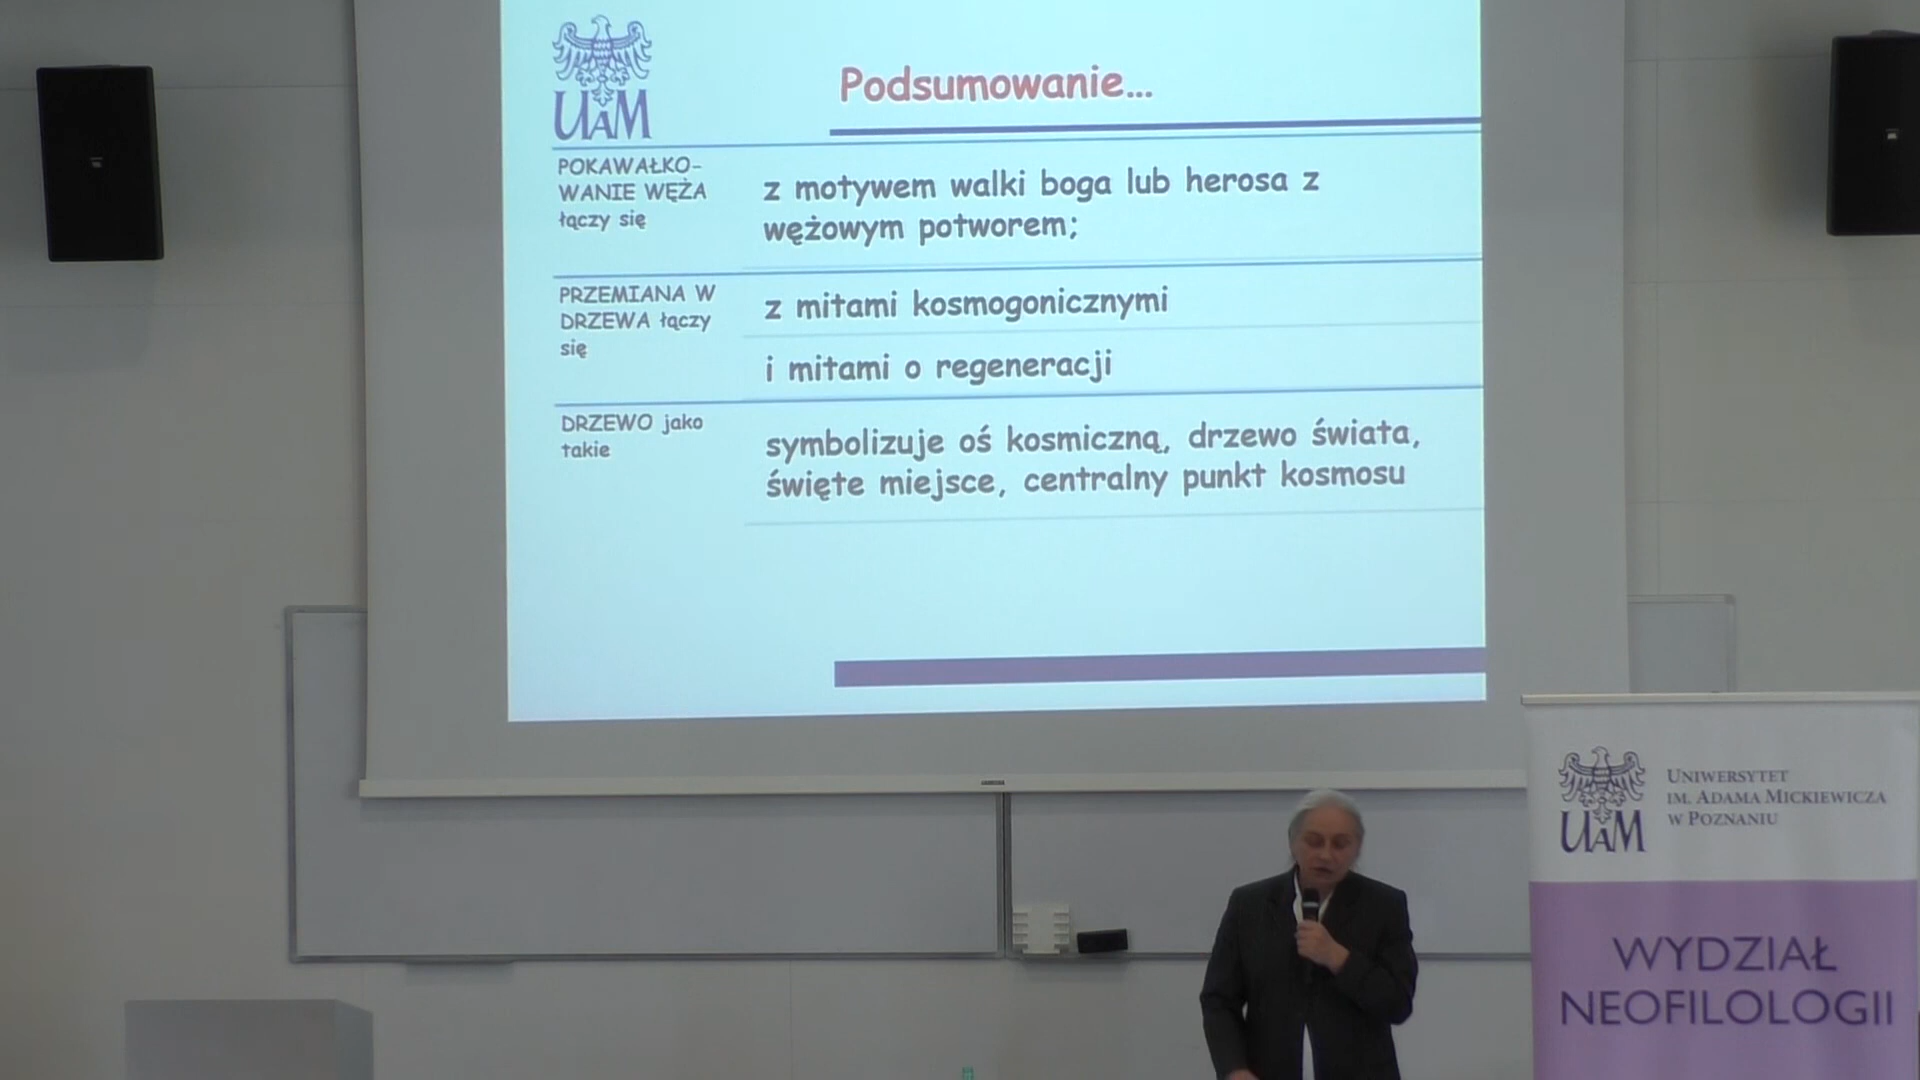 UAM
Podsumowanie...
POKAWAŁKO-
WANIE WĘŻA
łączy się
z motywem walki boga lub herosa z
wężowym potworem;
PRZEMIANA W
DRZEWA łączy
się
z mitami kosmogonicznymi
i mitami o regeneracji
DRZEWO jako
takie
symbolizuje oś kosmiczną, drzewo świata,
święte miejsce, centralny punkt kosmosu
UAM
UNIWERSYTET
IM. ADAMA MICKIEWICZA
W POZNANIU
WYDZIAŁ
NEOFILOLOGII